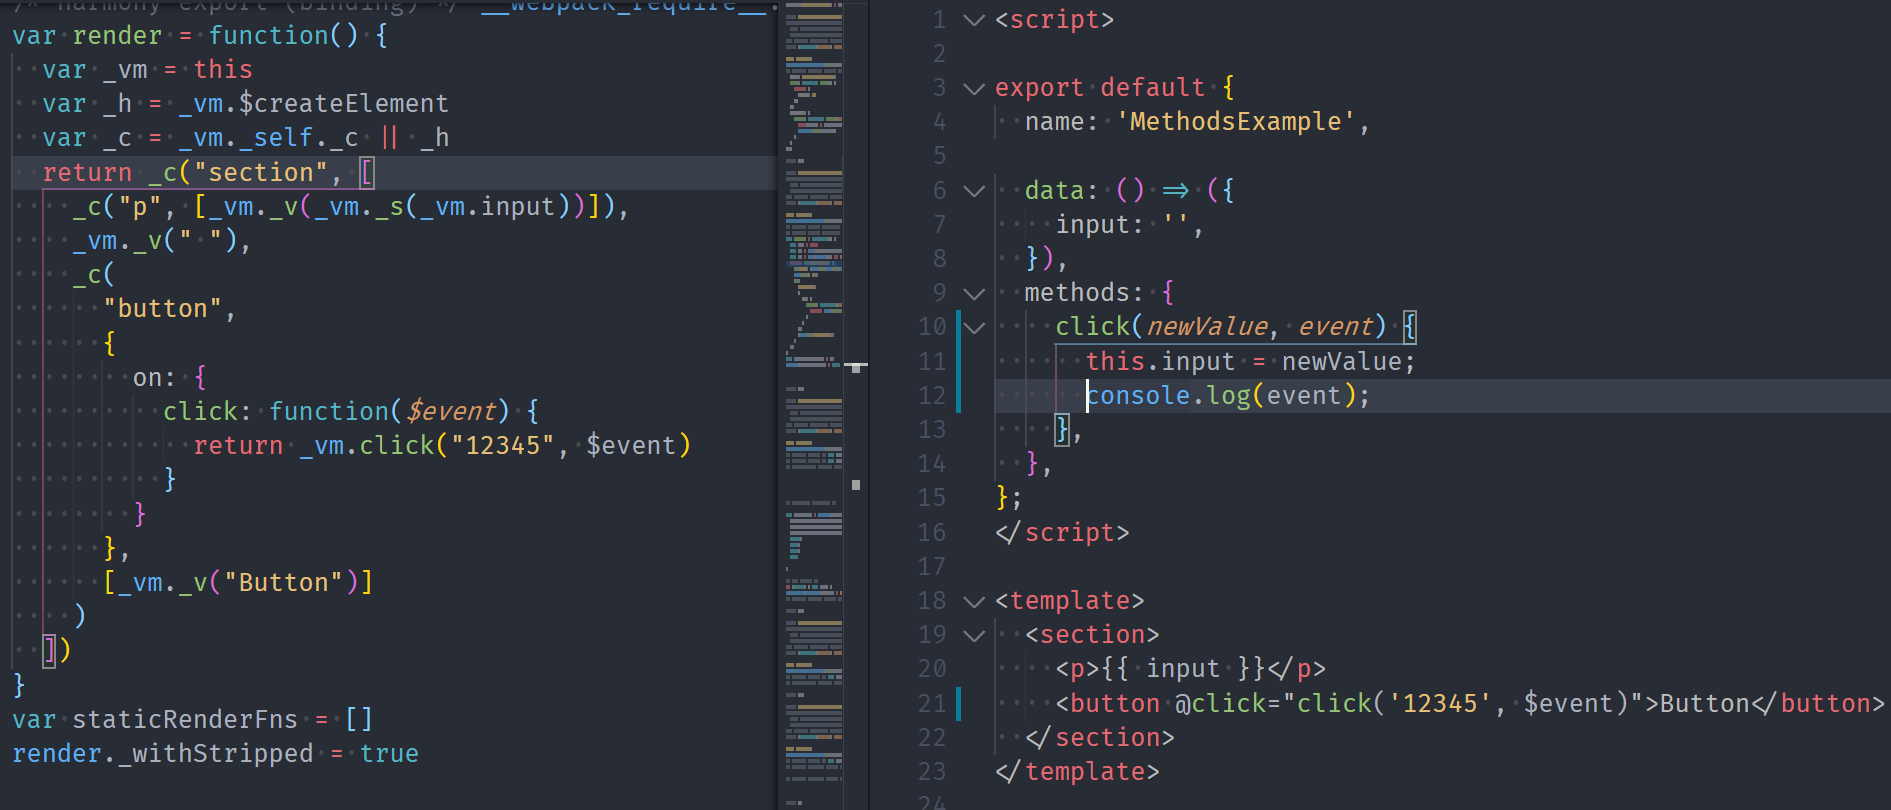 /* harmony export (binding) */ __webpack_require__.
var render = function() {
  var _vm = this
  var _h = _vm.$createElement
  var _c = _vm._self._c || _h
  return _c("section", [
    _c("p", [_vm._v(_vm._s(_vm.input))]),
    _vm._v(" "),
    _c(
      "button",
      {
        on: {
          click: function($event) {
            return _vm.click("12345", $event)
          }
        }
      },
      [_vm._v("Button")]
    )
  ])
}
var staticRenderFns = []
render._withStripped = true
1 <script>
2
3 export default {
4   name: 'MethodsExample',
5
6   data: () => ({
7     input: '',
8   }),
9   methods: {
10     click(newValue, event) {
11       this.input = newValue;
12       console.log(event);
13     },
14   },
15 };
16 </script>
17
18 <template>
19   <section>
20     <p>{{ input }}</p>
21     <button @click="click('12345', $event)">Button</button>
22   </section>
23 </template>
24